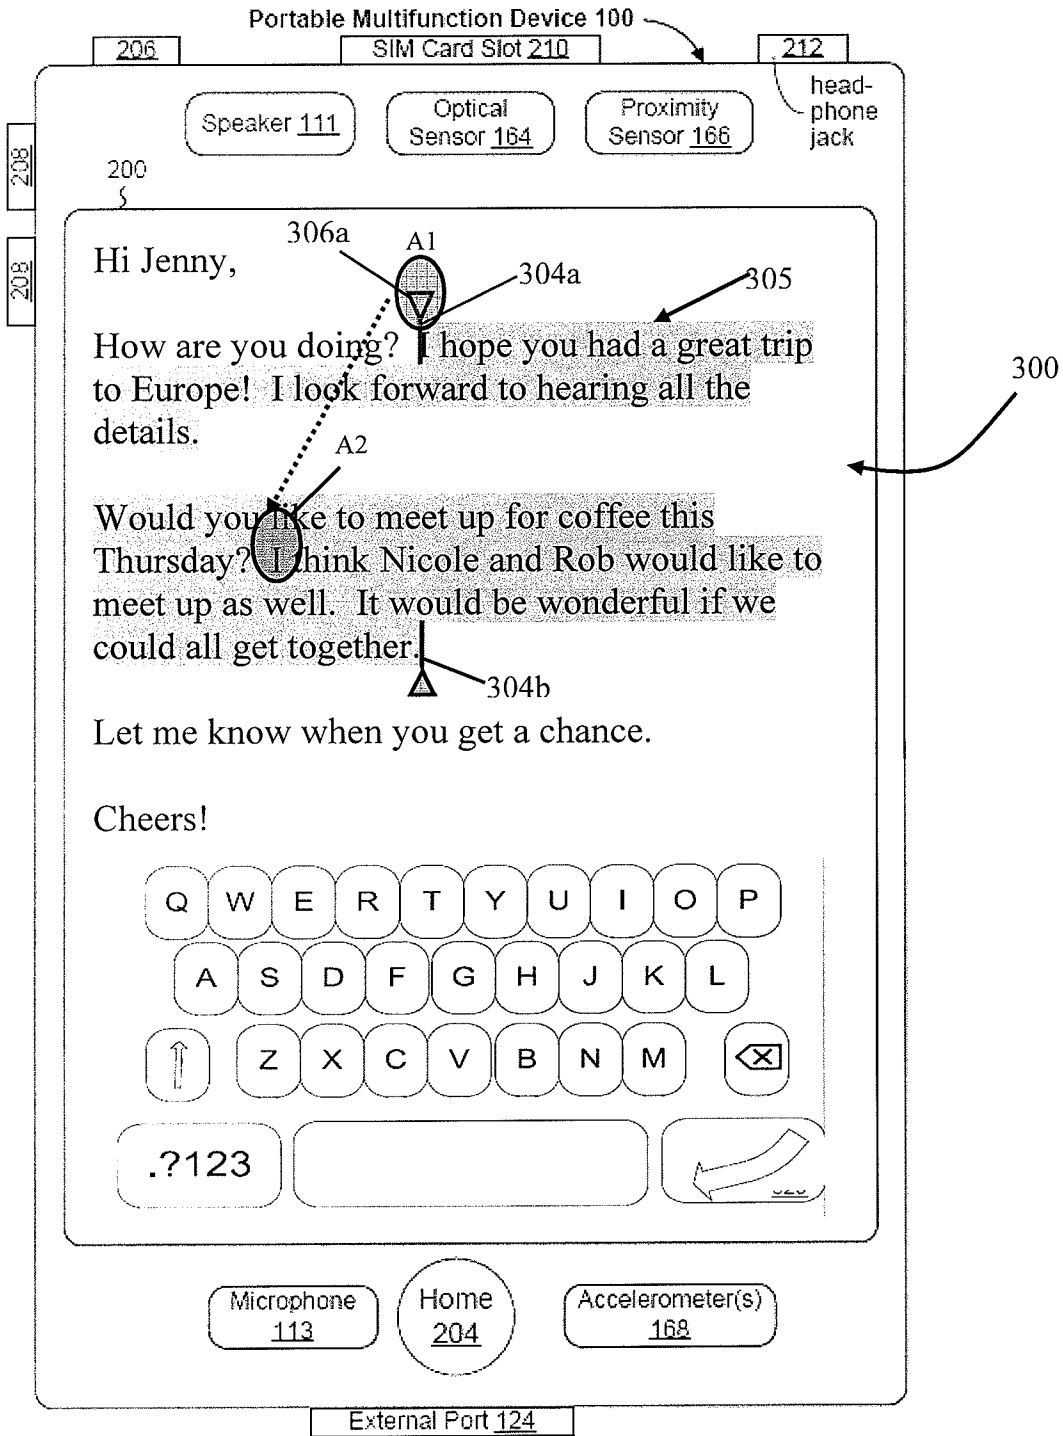 Portable Multifunction Device 100
206
SIM Card Slot 210
212
head-
phone
jack
Speaker 111
Optical
Sensor 164
Proximity
Sensor 166
208
208
200
306a
A1
304a
305
300
Hi Jenny,
How are you doing? I hope you had a great trip
to Europe! I look forward to hearing all the
details.
A2
Would you like to meet up for coffee this
Thursday? I think Nicole and Rob would like to
meet up as well. It would be wonderful if we
could all get together.
304b
Let me know when you get a chance.
Cheers!
Q W E R T Y U I O P
A S D F G H J K L
Z X C V B N M
.?123
Microphone
113
Home
204
Accelerometer(s)
168
External Port 124